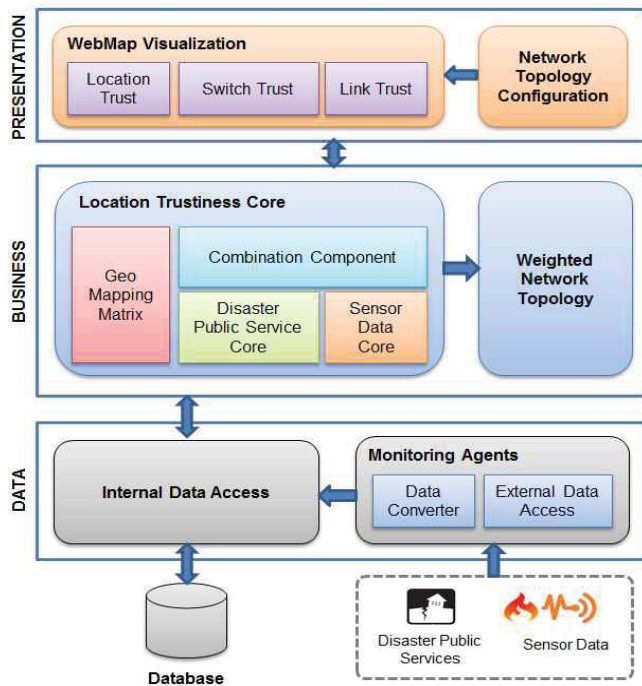 PRESENTATION
WebMap Visualization
Location
Trust
Switch Trust
Link Trust
Network
Topology
Configuration
BUSINESS
Location Trustiness Core
Geo
Mapping
Matrix
Combination Component
Disaster
Public Service
Core
Sensor
Data
Core
Weighted
Network
Topology
DATA
Internal Data Access
Monitoring Agents
Data
Converter
External Data
Access
Database
Disaster Public
Services
Sensor Data